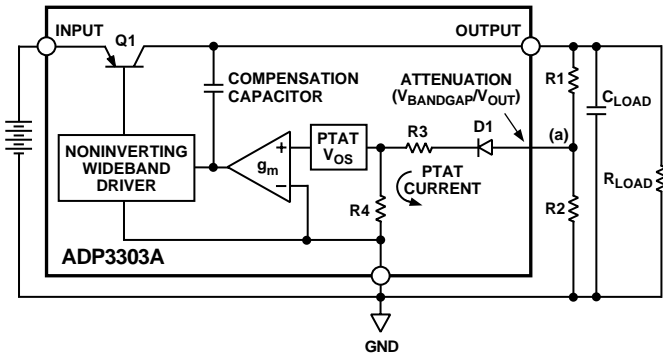 INPUT
Q1
OUTPUT
COMPENSATION
CAPACITOR
ATTENUATION
(VBANDGAP/VOUT)
R1
CLOAD
NONINVERTING
WIDEBAND
DRIVER
gm
+
−
PTAT
VOS
R3
D1
(a)
PTAT
CURRENT
R4
R2
RLOAD
ADP3303A
GND